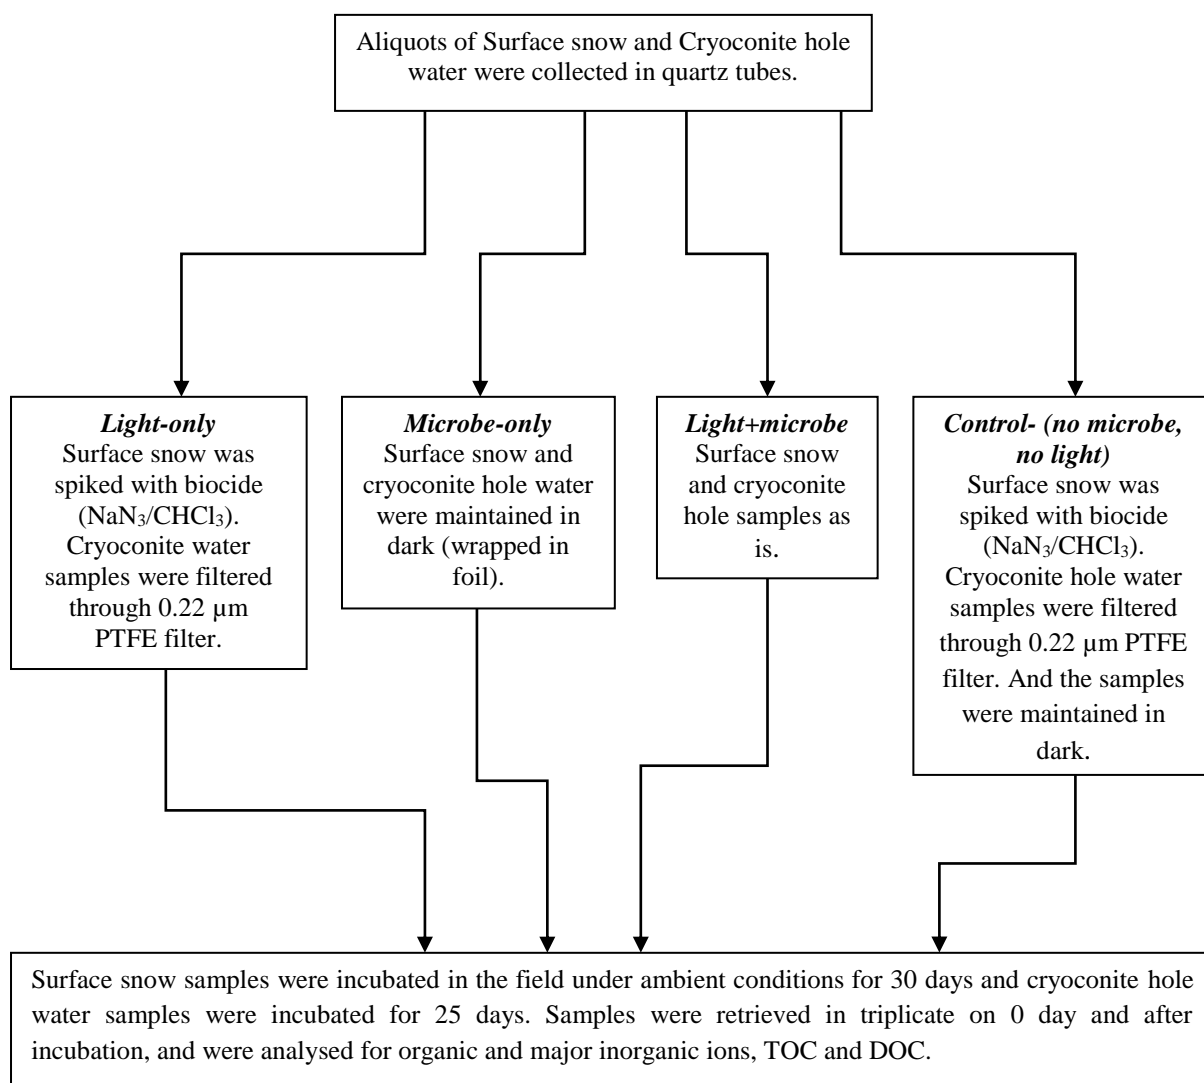 Aliquots of Surface snow and Cryoconite hole
water were collected in quartz tubes.
Light-only
Surface snow was
spiked with biocide
(NaN₃/CHCl₃).
Cryoconite water
samples were filtered
through 0.22 µm
PTFE filter.
Microbe-only
Surface snow and
cryoconite hole water
were maintained in
dark (wrapped in
foil).
Light+microbe
Surface snow
and cryoconite
hole samples as
is.
Control- (no microbe,
no light)
Surface snow was
spiked with biocide
(NaN₃/CHCl₃).
Cryoconite hole water
samples were filtered
through 0.22 µm PTFE
filter. And the samples
were maintained in
dark.
Surface snow samples were incubated in the field under ambient conditions for 30 days and cryoconite hole
water samples were incubated for 25 days. Samples were retrieved in triplicate on 0 day and after
incubation, and were analysed for organic and major inorganic ions, TOC and DOC.